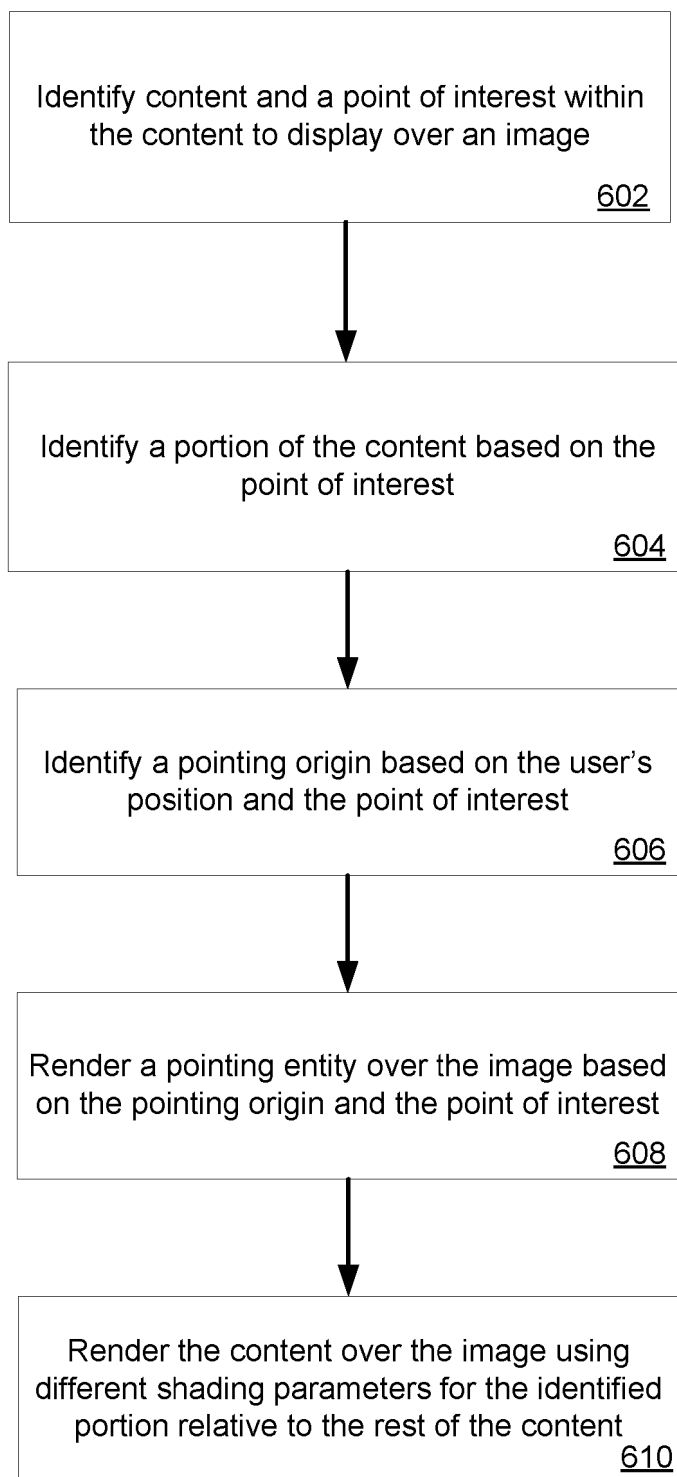 Identify content and a point of interest within
the content to display over an image
602
Identify a portion of the content based on the
point of interest
604
Identify a pointing origin based on the user's
position and the point of interest
606
Render a pointing entity over the image based
on the pointing origin and the point of interest
608
Render the content over the image using
different shading parameters for the identified
portion relative to the rest of the content
610